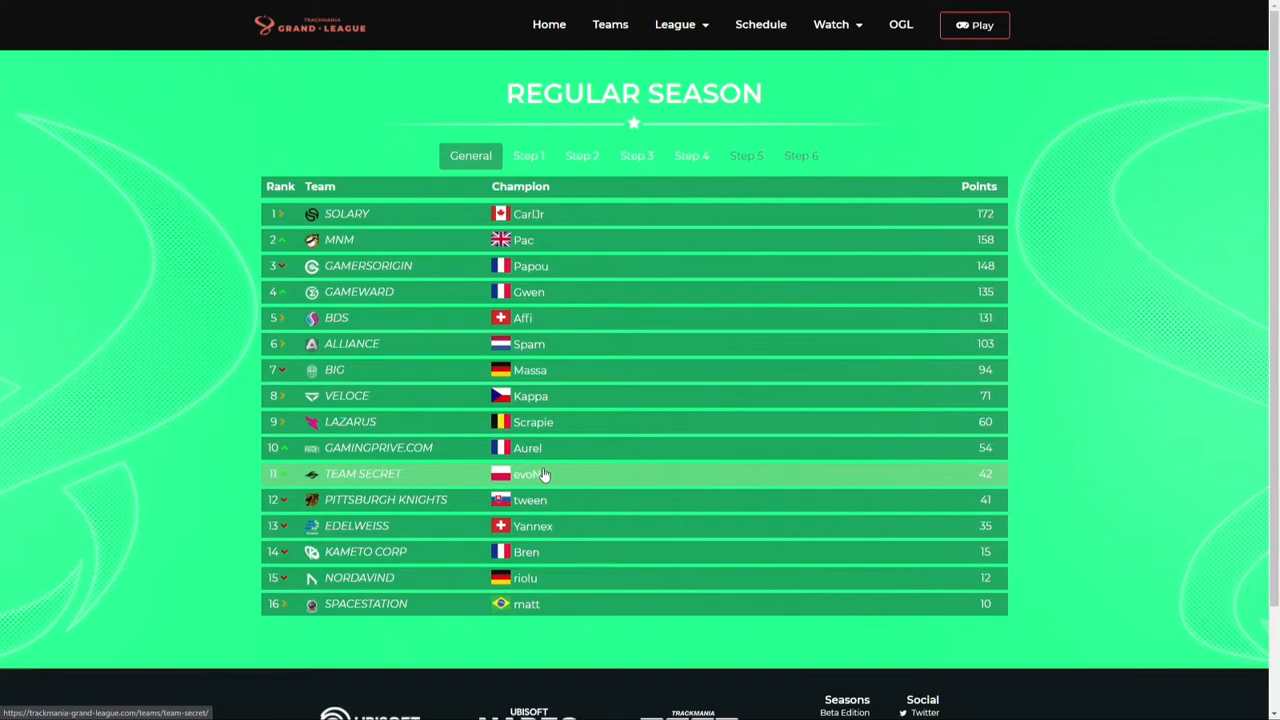 TRACKMANIA
GRAND LEAGUE
Home Teams League Schedule Watch OGL Play
REGULAR SEASON
General Step 1 Step 2 Step 3 Step 4 Step 5 Step 6
Rank Team Champion Points
1 SOLARY CarlJr 172
2 MNM Pac 158
3 GAMERSORIGIN Papou 148
4 GAMEWARD Gwen 135
5 BDS Affi 131
6 ALLIANCE Spam 103
7 BIG Massa 94
8 VELOCE Kappa 71
9 LAZARUS Scrapie 60
10 GAMINGPRIVE.COM Aurel 54
11 TEAM SECRET 42
12 PITTSBURGH KNIGHTS tween 41
13 EDELWEISS Yannex 35
14 KAMETO CORP Bren 15
15 NORDAVIND riolu 12
16 SPACESTATION matt 10
Seasons Social
UBISOFT TRACKMANIA
Beta Edition Twitter
https://trackmania-grand-league.com/teams/team-secret/